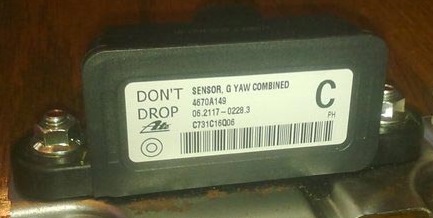 DON'T
DROP
SENSOR, G YAW COMBINED
4670A149
06.2117-0228.3
C731C16Q06
Ate
C
PH